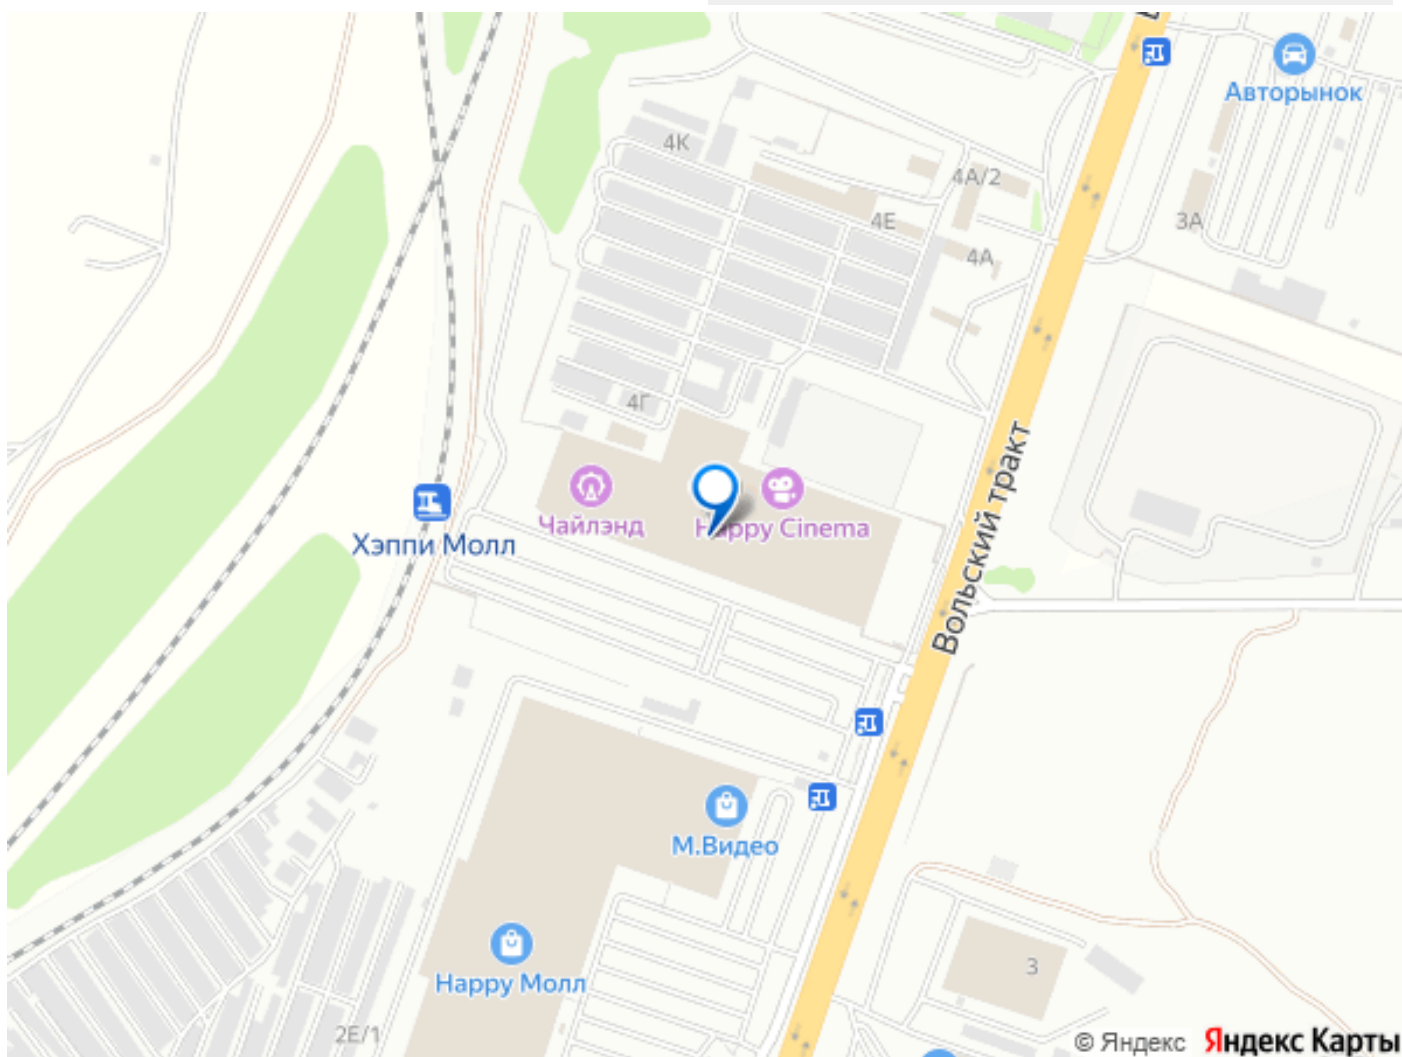 Авторынок
4К
4А/2
4Е
3А
4А
4Г
Чайлэнд
Happy Cinema
Хэппи Молл
Вольский тракт
М.Видео
Happy Молл
3
2Е/1
© Яндекс Яндекс Карты